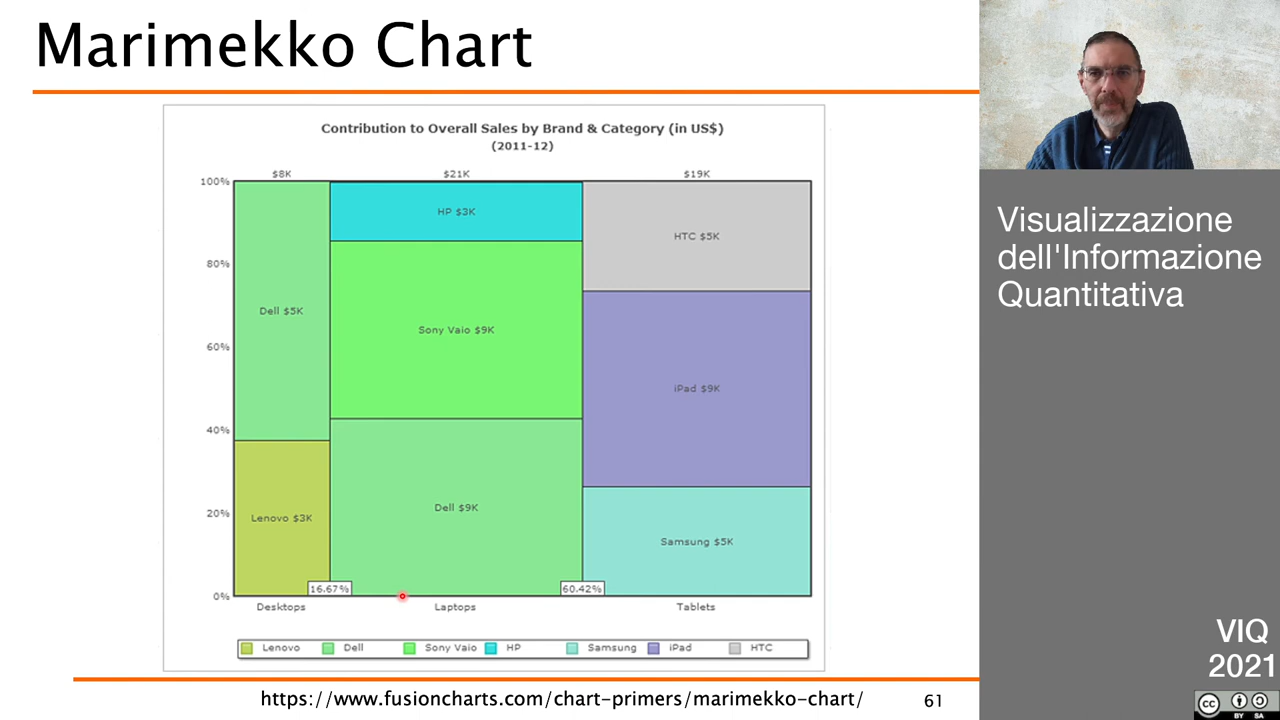 Marimekko Chart
Contribution to Overall Sales by Brand & Category (in US$)
(2011-12)
$8K $21K $19K
100%
80%
60%
40%
20%
0%
HP $3K
HTC $5K
Dell $5K
Sony Vaio $9K
iPad $9K
Dell $9K
Lenovo $3K
Samsung $5K
16.67% 60.42%
Desktops Laptops Tablets
Lenovo Dell Sony Vaio HP Samsung iPad HTC
https://www.fusioncharts.com/chart-primers/marimekko-chart/
61
Visualizzazione
dell'Informazione
Quantitativa
VIQ
2021
cc
BY SA